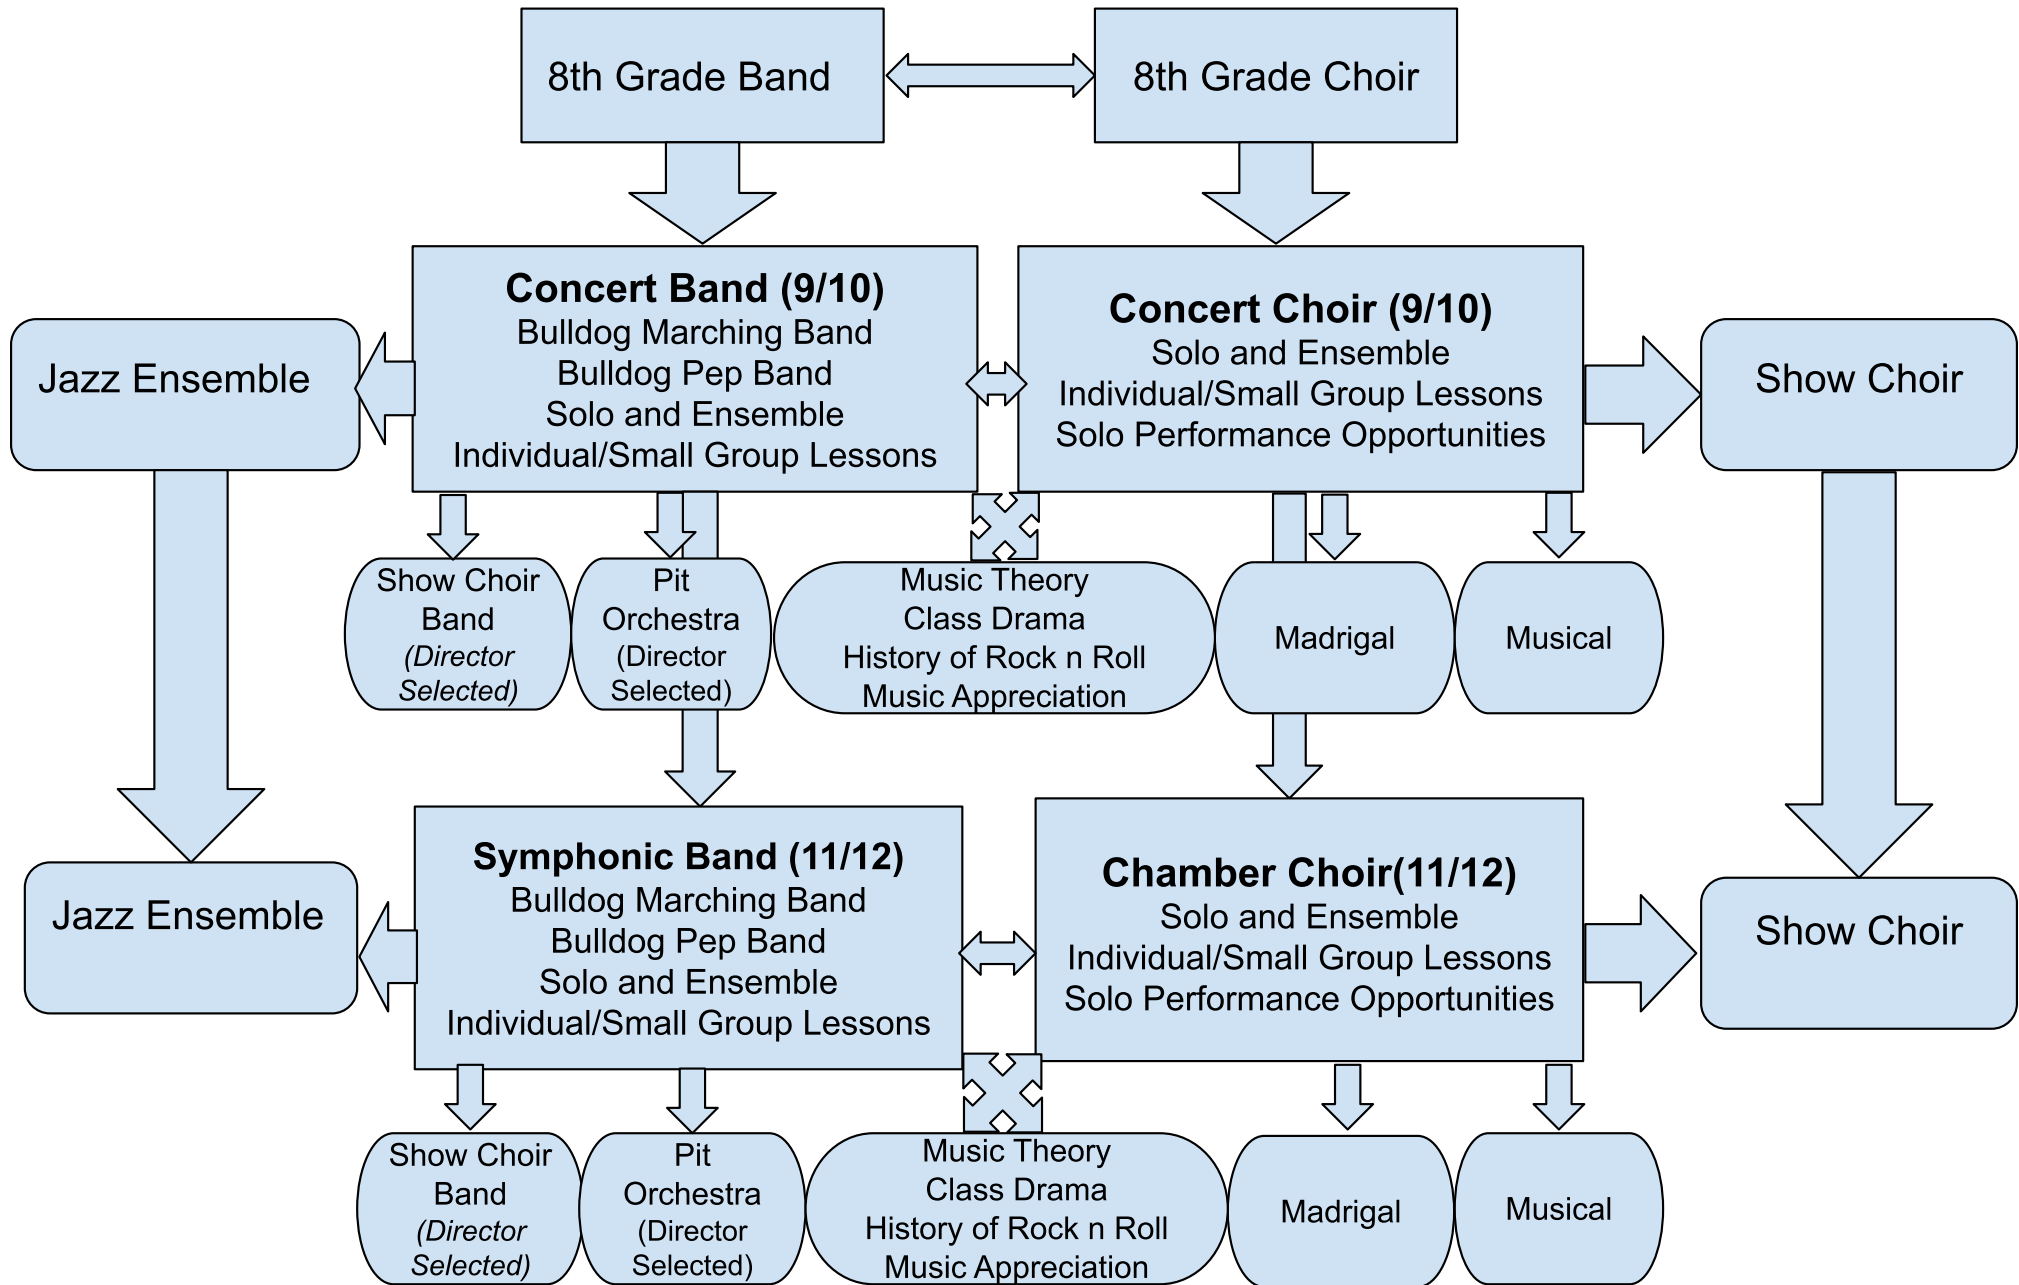 8th Grade Band
8th Grade Choir
Concert Band (9/10)
Bulldog Marching Band
Bulldog Pep Band
Solo and Ensemble
Individual/Small Group Lessons
Concert Choir (9/10)
Solo and Ensemble
Individual/Small Group Lessons
Solo Performance Opportunities
Jazz Ensemble
Show Choir
Show Choir
Band
(Director
Selected)
Pit
Orchestra
(Director
Selected)
Music Theory
Class Drama
History of Rock n Roll
Music Appreciation
Madrigal
Musical
Symphonic Band (11/12)
Bulldog Marching Band
Bulldog Pep Band
Solo and Ensemble
Individual/Small Group Lessons
Chamber Choir(11/12)
Solo and Ensemble
Individual/Small Group Lessons
Solo Performance Opportunities
Jazz Ensemble
Show Choir
Show Choir
Band
(Director
Selected)
Pit
Orchestra
(Director
Selected)
Music Theory
Class Drama
History of Rock n Roll
Music Appreciation
Madrigal
Musical